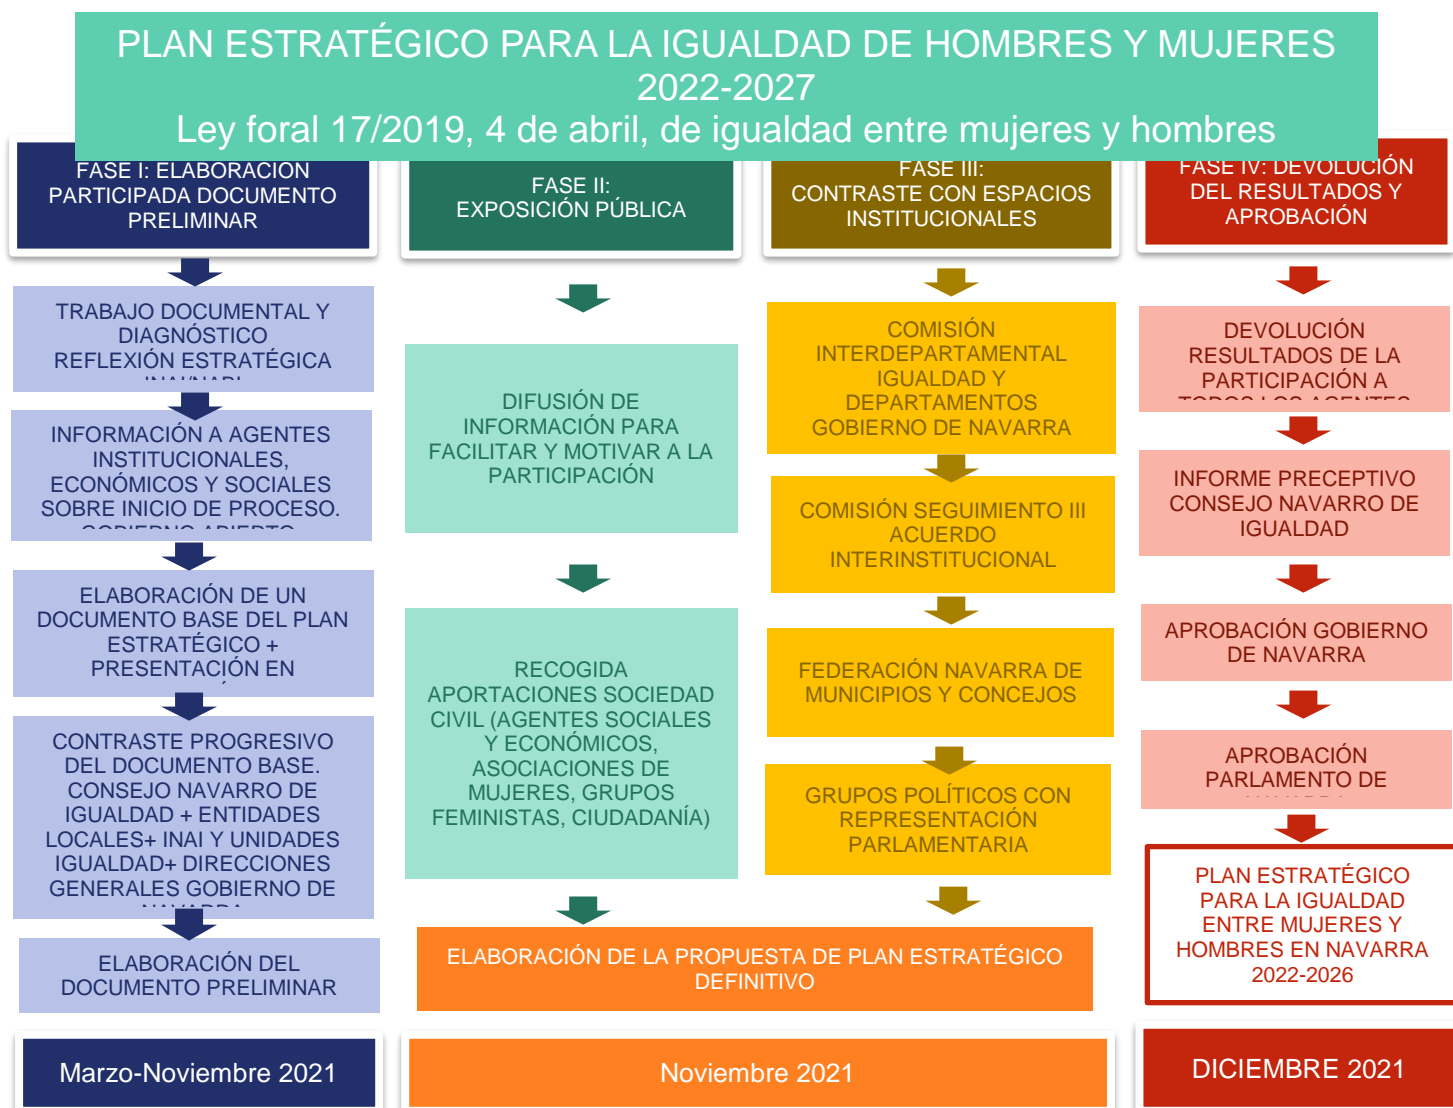 PLAN ESTRATÉGICO PARA LA IGUALDAD DE HOMBRES Y MUJERES
2022-2027
Ley foral 17/2019, 4 de abril, de igualdad entre mujeres y hombres
FASE I: ELABORACIÓN
PARTICIPADA DOCUMENTO
PRELIMINAR
TRABAJO DOCUMENTAL Y
DIAGNÓSTICO
REFLEXIÓN ESTRATÉGICA
INFORMACIÓN A AGENTES
INSTITUCIONALES,
ECONÓMICOS Y SOCIALES
SOBRE INICIO DE PROCESO.
GOBIERNO ABIERTO
ELABORACIÓN DE UN
DOCUMENTO BASE DEL PLAN
ESTRATÉGICO +
PRESENTACIÓN EN
CONTRASTE PROGRESIVO
DEL DOCUMENTO BASE.
CONSEJO NAVARRO DE
IGUALDAD + ENTIDADES
LOCALES+ INAI Y UNIDADES
IGUALDAD+ DIRECCIONES
GENERALES GOBIERNO DE
NAVARRA
ELABORACIÓN DEL
DOCUMENTO PRELIMINAR
Marzo-Noviembre 2021
FASE II:
EXPOSICIÓN PÚBLICA
DIFUSIÓN DE
INFORMACIÓN PARA
FACILITAR Y MOTIVAR A LA
PARTICIPACIÓN
RECOGIDA
APORTACIONES SOCIEDAD
CIVIL (AGENTES SOCIALES
Y ECONÓMICOS,
ASOCIACIONES DE
MUJERES, GRUPOS
FEMINISTAS, CIUDADANÍA)
FASE III:
CONTRASTE CON ESPACIOS
INSTITUCIONALES
COMISIÓN
INTERDEPARTAMENTAL
IGUALDAD Y
DEPARTAMENTOS
GOBIERNO DE NAVARRA
COMISIÓN SEGUIMIENTO III
ACUERDO
INTERINSTITUCIONAL
FEDERACIÓN NAVARRA DE
MUNICIPIOS Y CONCEJOS
GRUPOS POLÍTICOS CON
REPRESENTACIÓN
PARLAMENTARIA
ELABORACIÓN DE LA PROPUESTA DE PLAN ESTRATÉGICO
DEFINITIVO
Noviembre 2021
FASE IV: DEVOLUCIÓN
DEL RESULTADOS Y
APROBACIÓN
DEVOLUCIÓN
RESULTADOS DE LA
PARTICIPACIÓN A
TODOS LOS AGENTES
INFORME PRECEPTIVO
CONSEJO NAVARRO DE
IGUALDAD
APROBACIÓN GOBIERNO
DE NAVARRA
APROBACIÓN
PARLAMENTO DE
NAVARRA
PLAN ESTRATÉGICO
PARA LA IGUALDAD
ENTRE MUJERES Y
HOMBRES EN NAVARRA
2022-2026
DICIEMBRE 2021